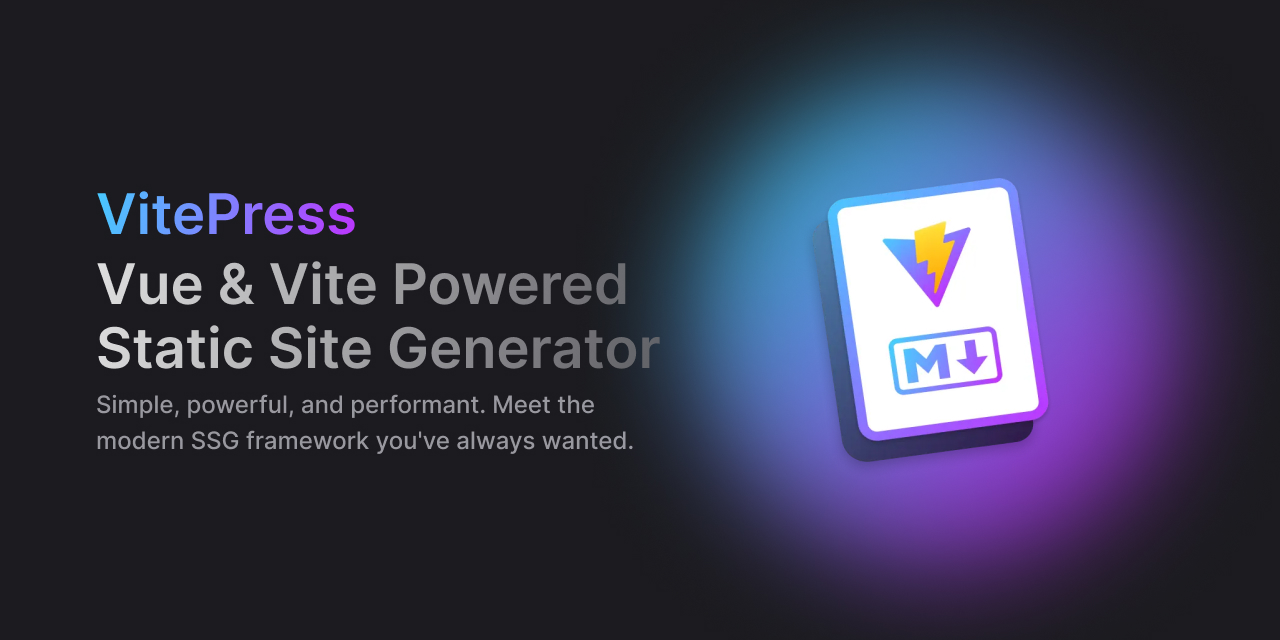 VitePress
Vue & Vite Powered
Static Site Generator
Simple, powerful, and performant. Meet the
modern SSG framework you've always wanted.
M